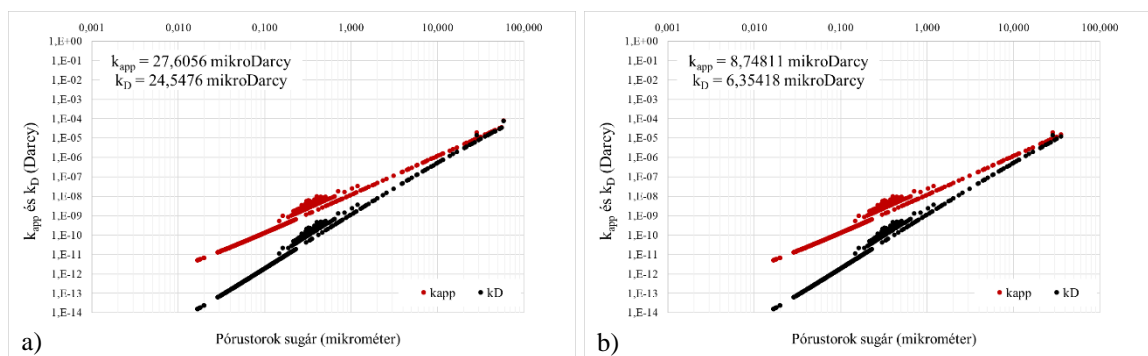 0,001 0,010 0,100 1,000 10,000 100,000
1,E+00
1,E-01
1,E-02
1,E-03
1,E-04
1,E-05
1,E-06
1,E-07
1,E-08
1,E-09
1,E-10
1,E-11
1,E-12
1,E-13
1,E-14
kapp = 27,6056 mikroDarcy
kD = 24,5476 mikroDarcy
kapp és kD (Darcy)
kapp kD
Pórustorok sugár (mikrométer)
a)
0,001 0,010 0,100 1,000 10,000 100,000
1,E+00
1,E-01
1,E-02
1,E-03
1,E-04
1,E-05
1,E-06
1,E-07
1,E-08
1,E-09
1,E-10
1,E-11
1,E-12
1,E-13
1,E-14
kapp = 8,74811 mikroDarcy
kD = 6,35418 mikroDarcy
kapp és kD (Darcy)
kapp kD
Pórustorok sugár (mikrométer)
b)